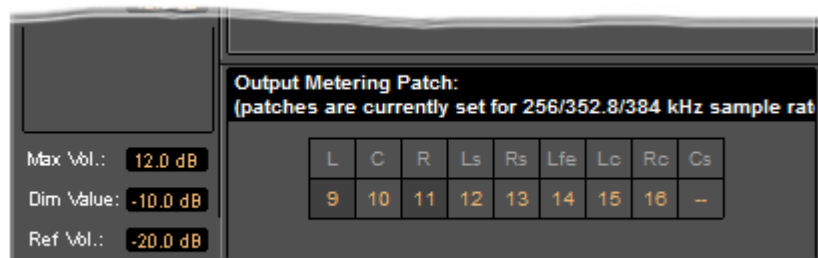 Output Metering Patch:
(patches are currently set for 256/352.8/384 kHz sample rat
L C R Ls Rs Lfe Lc Rc Cs
9 10 11 12 13 14 15 16 --
Max Vol.: 12.0 dB
Dim Value: -10.0 dB
Ref Vol.: -20.0 dB